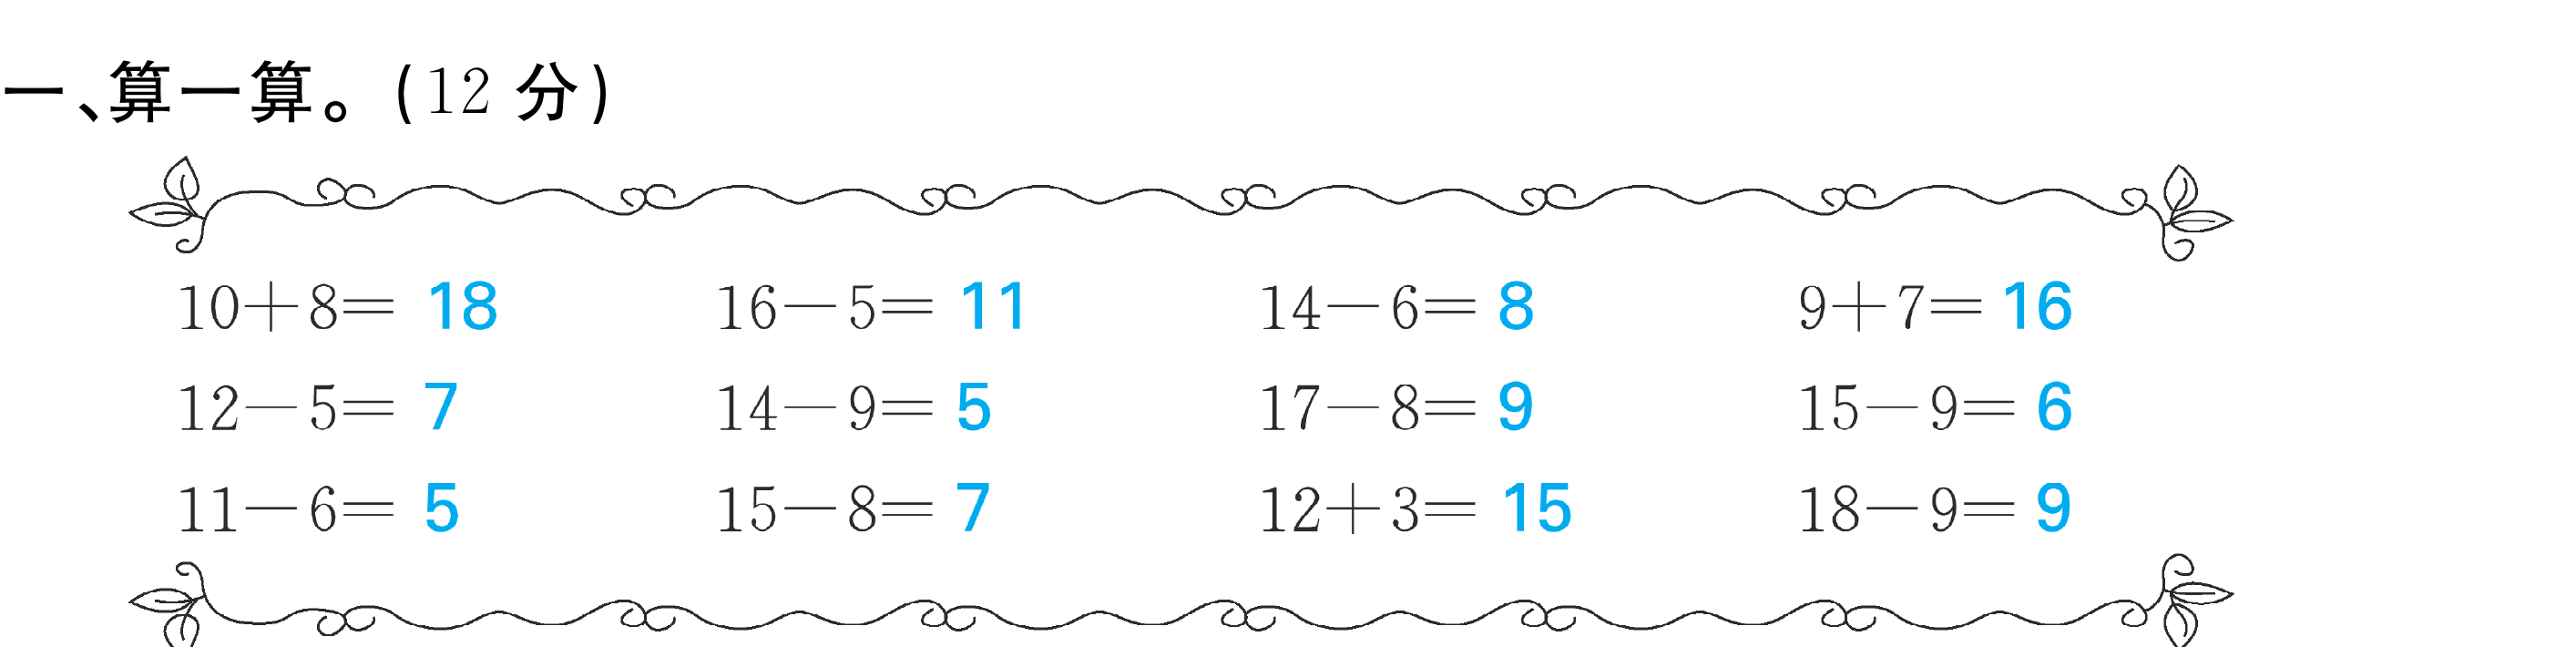 一、算一算。(12 分)
10+8= 18 16-5= 11 14-6= 8 9+7= 16
12-5= 7 14-9= 5 17-8= 9 15-9= 6
11-6= 5 15-8= 7 12+3= 15 18-9= 9